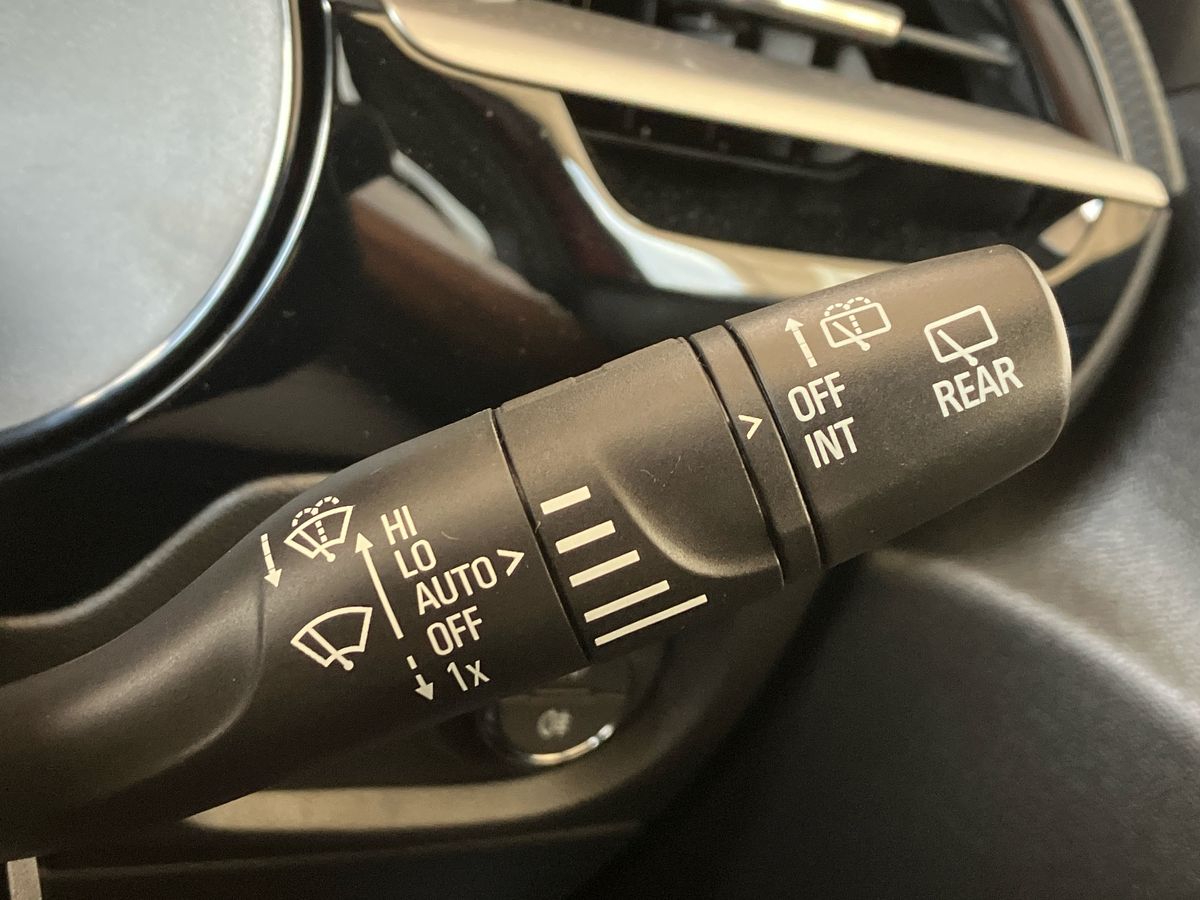 HI
LO
AUTO >
OFF
1x
>
OFF
INT
REAR